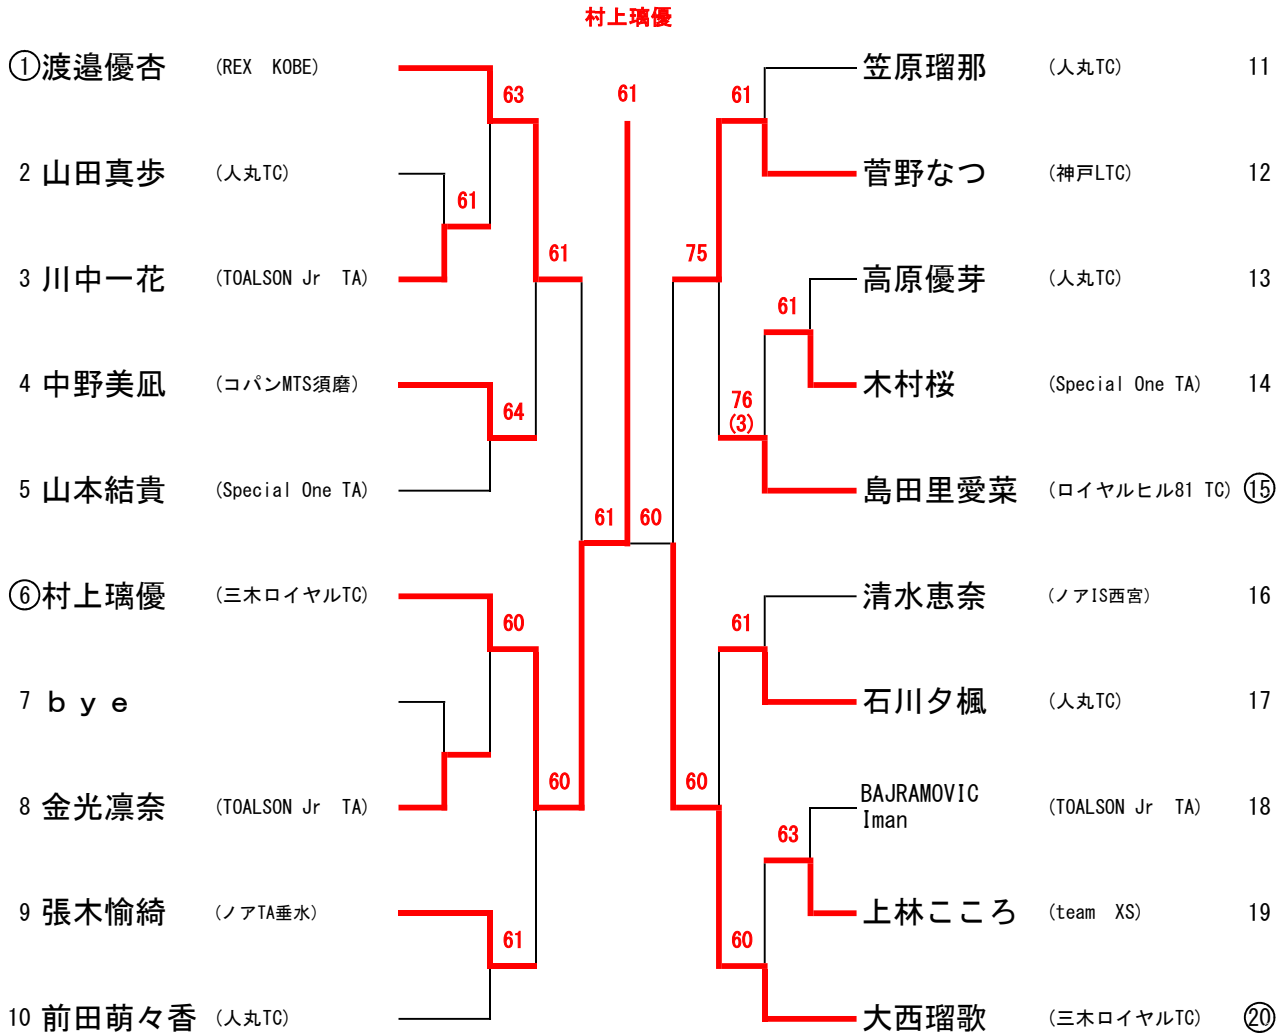 村上璃優
①渡邉優杏 (REX KOBE)
63
61
61
笠原瑠那 (人丸TC) 11
2 山田真歩 (人丸TC)
61
菅野なつ (神戸LTC) 12
3 川中一花 (TOALSON Jr TA)
61
75
高原優芽 (人丸TC) 13
61
4 中野美凪 (コパンMTS須磨)
64
76
(3)
木村桜 (Special One TA) 14
5 山本結貴 (Special One TA)
島田里愛菜 (ロイヤルヒル81 TC) ⑮
61
60
⑥村上璃優 (三木ロイヤルTC)
60
61
清水恵奈 (ノアIS西宮) 16
7 ｂｙｅ
石川夕楓 (人丸TC) 17
60
60
8 金光凛奈 (TOALSON Jr TA)
BAJRAMOVIC
Iman (TOALSON Jr TA) 18
63
9 張木愉綺 (ノアTA垂水)
61
60
上林こころ (team XS) 19
10 前田萌々香 (人丸TC)
大西瑠歌 (三木ロイヤルTC) ⑳